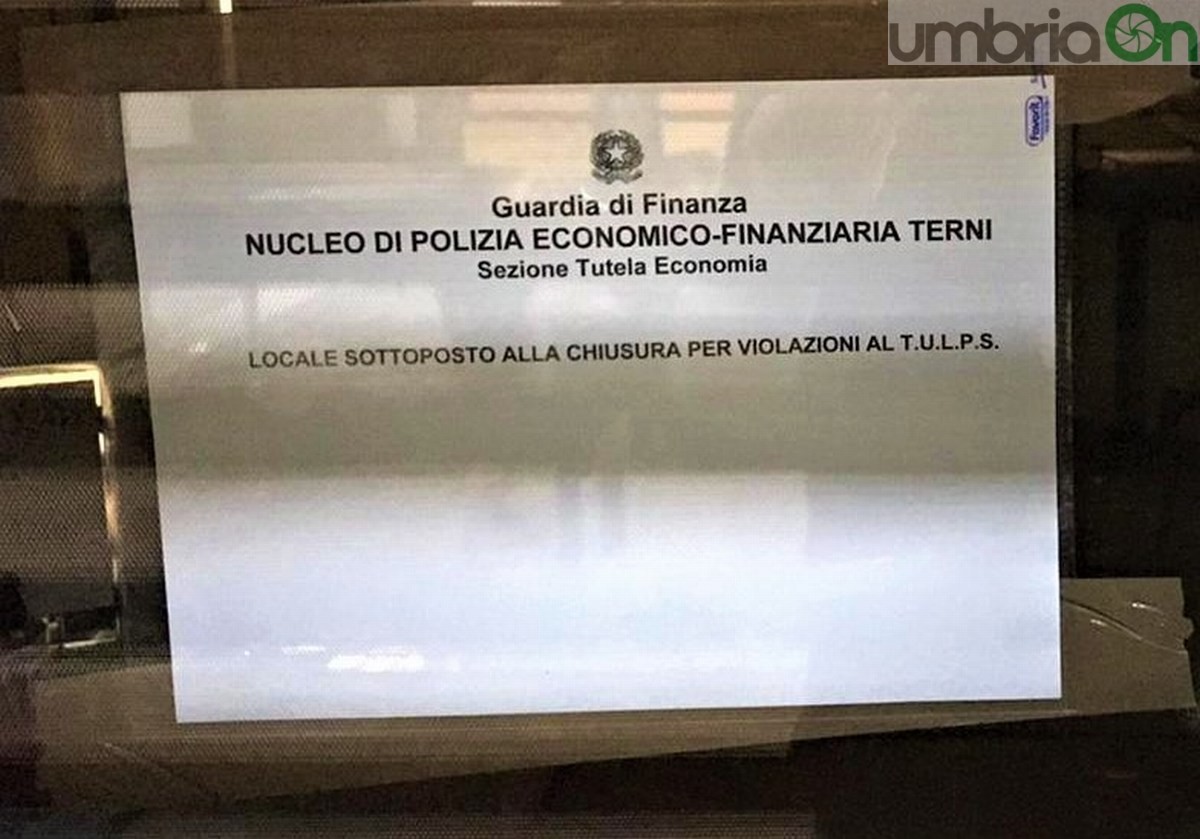 umbriaOn
Favorit
Guardia di Finanza
NUCLEO DI POLIZIA ECONOMICO-FINANZIARIA TERNI
Sezione Tutela Economia
LOCALE SOTTOPOSTO ALLA CHIUSURA PER VIOLAZIONI AL T.U.L.P.S.